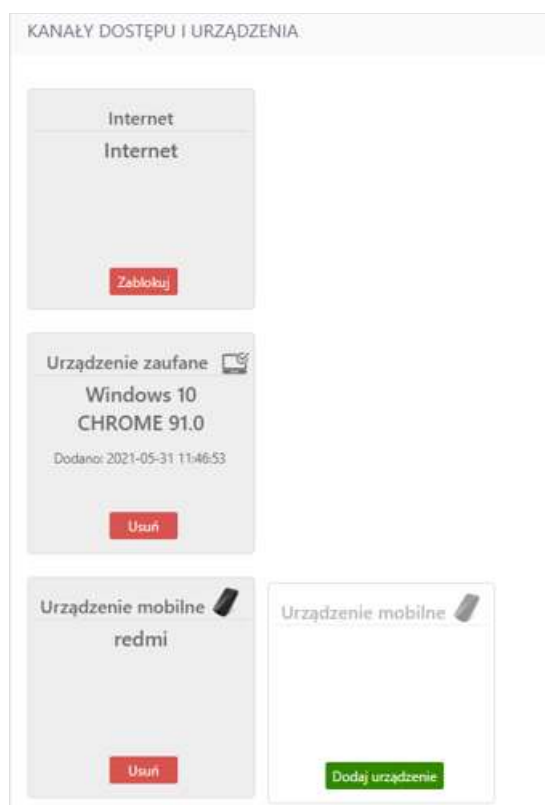 KANAŁY DOSTĘPU I URZĄDZENIA
Internet
Internet
Zablokuj
Urządzenie zaufane
Windows 10
CHROME 91.0
Dodano: 2021-05-31 11:46:53
Usuń
Urządzenie mobilne
redmi
Usuń
Urządzenie mobilne
Dodaj urządzenie